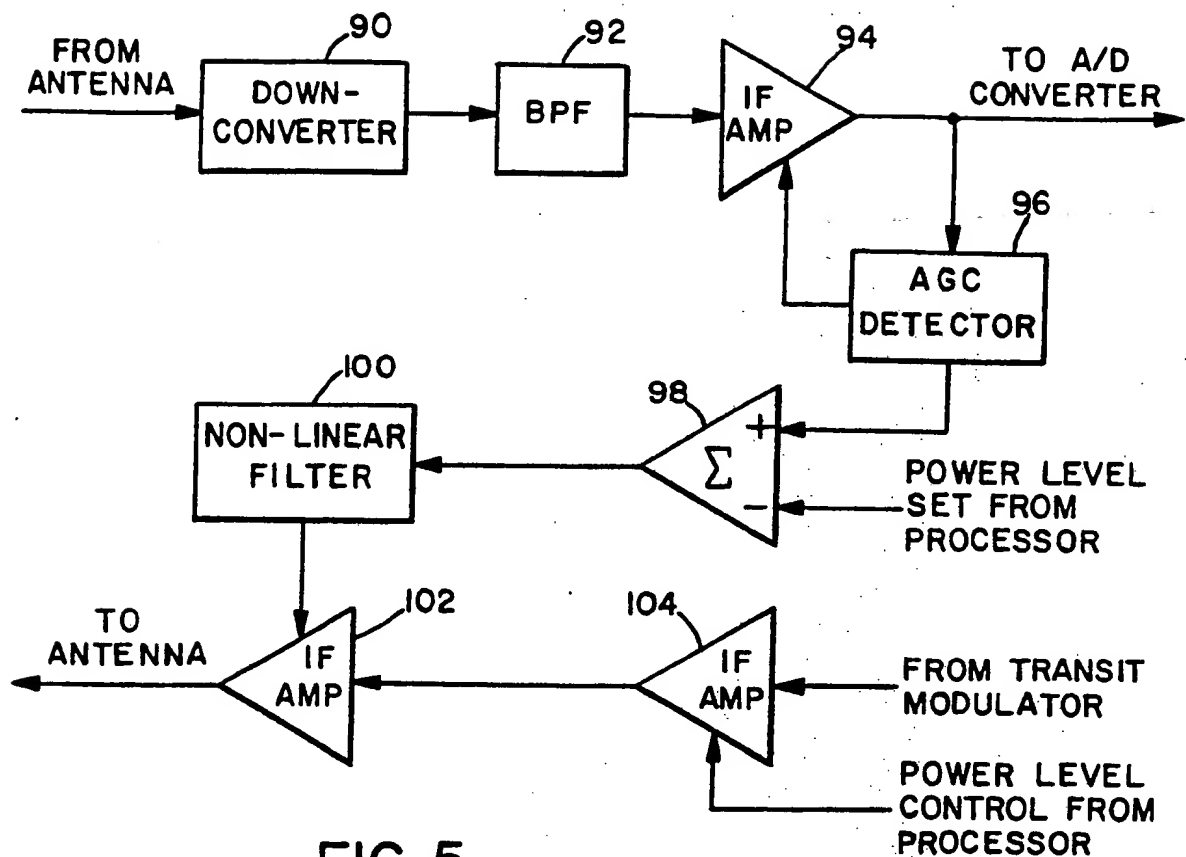 90
92
94
FROM
ANTENNA
DOWN-
CONVERTER
BPF
IF
AMP
TO A/D
CONVERTER
96
AGC
DETECTOR
100
NON-LINEAR
FILTER
98
+
Σ
-
POWER LEVEL
SET FROM
PROCESSOR
TO
ANTENNA
102
IF
AMP
104
IF
AMP
FROM TRANSIT
MODULATOR
POWER LEVEL
CONTROL FROM
PROCESSOR
FIG. 5